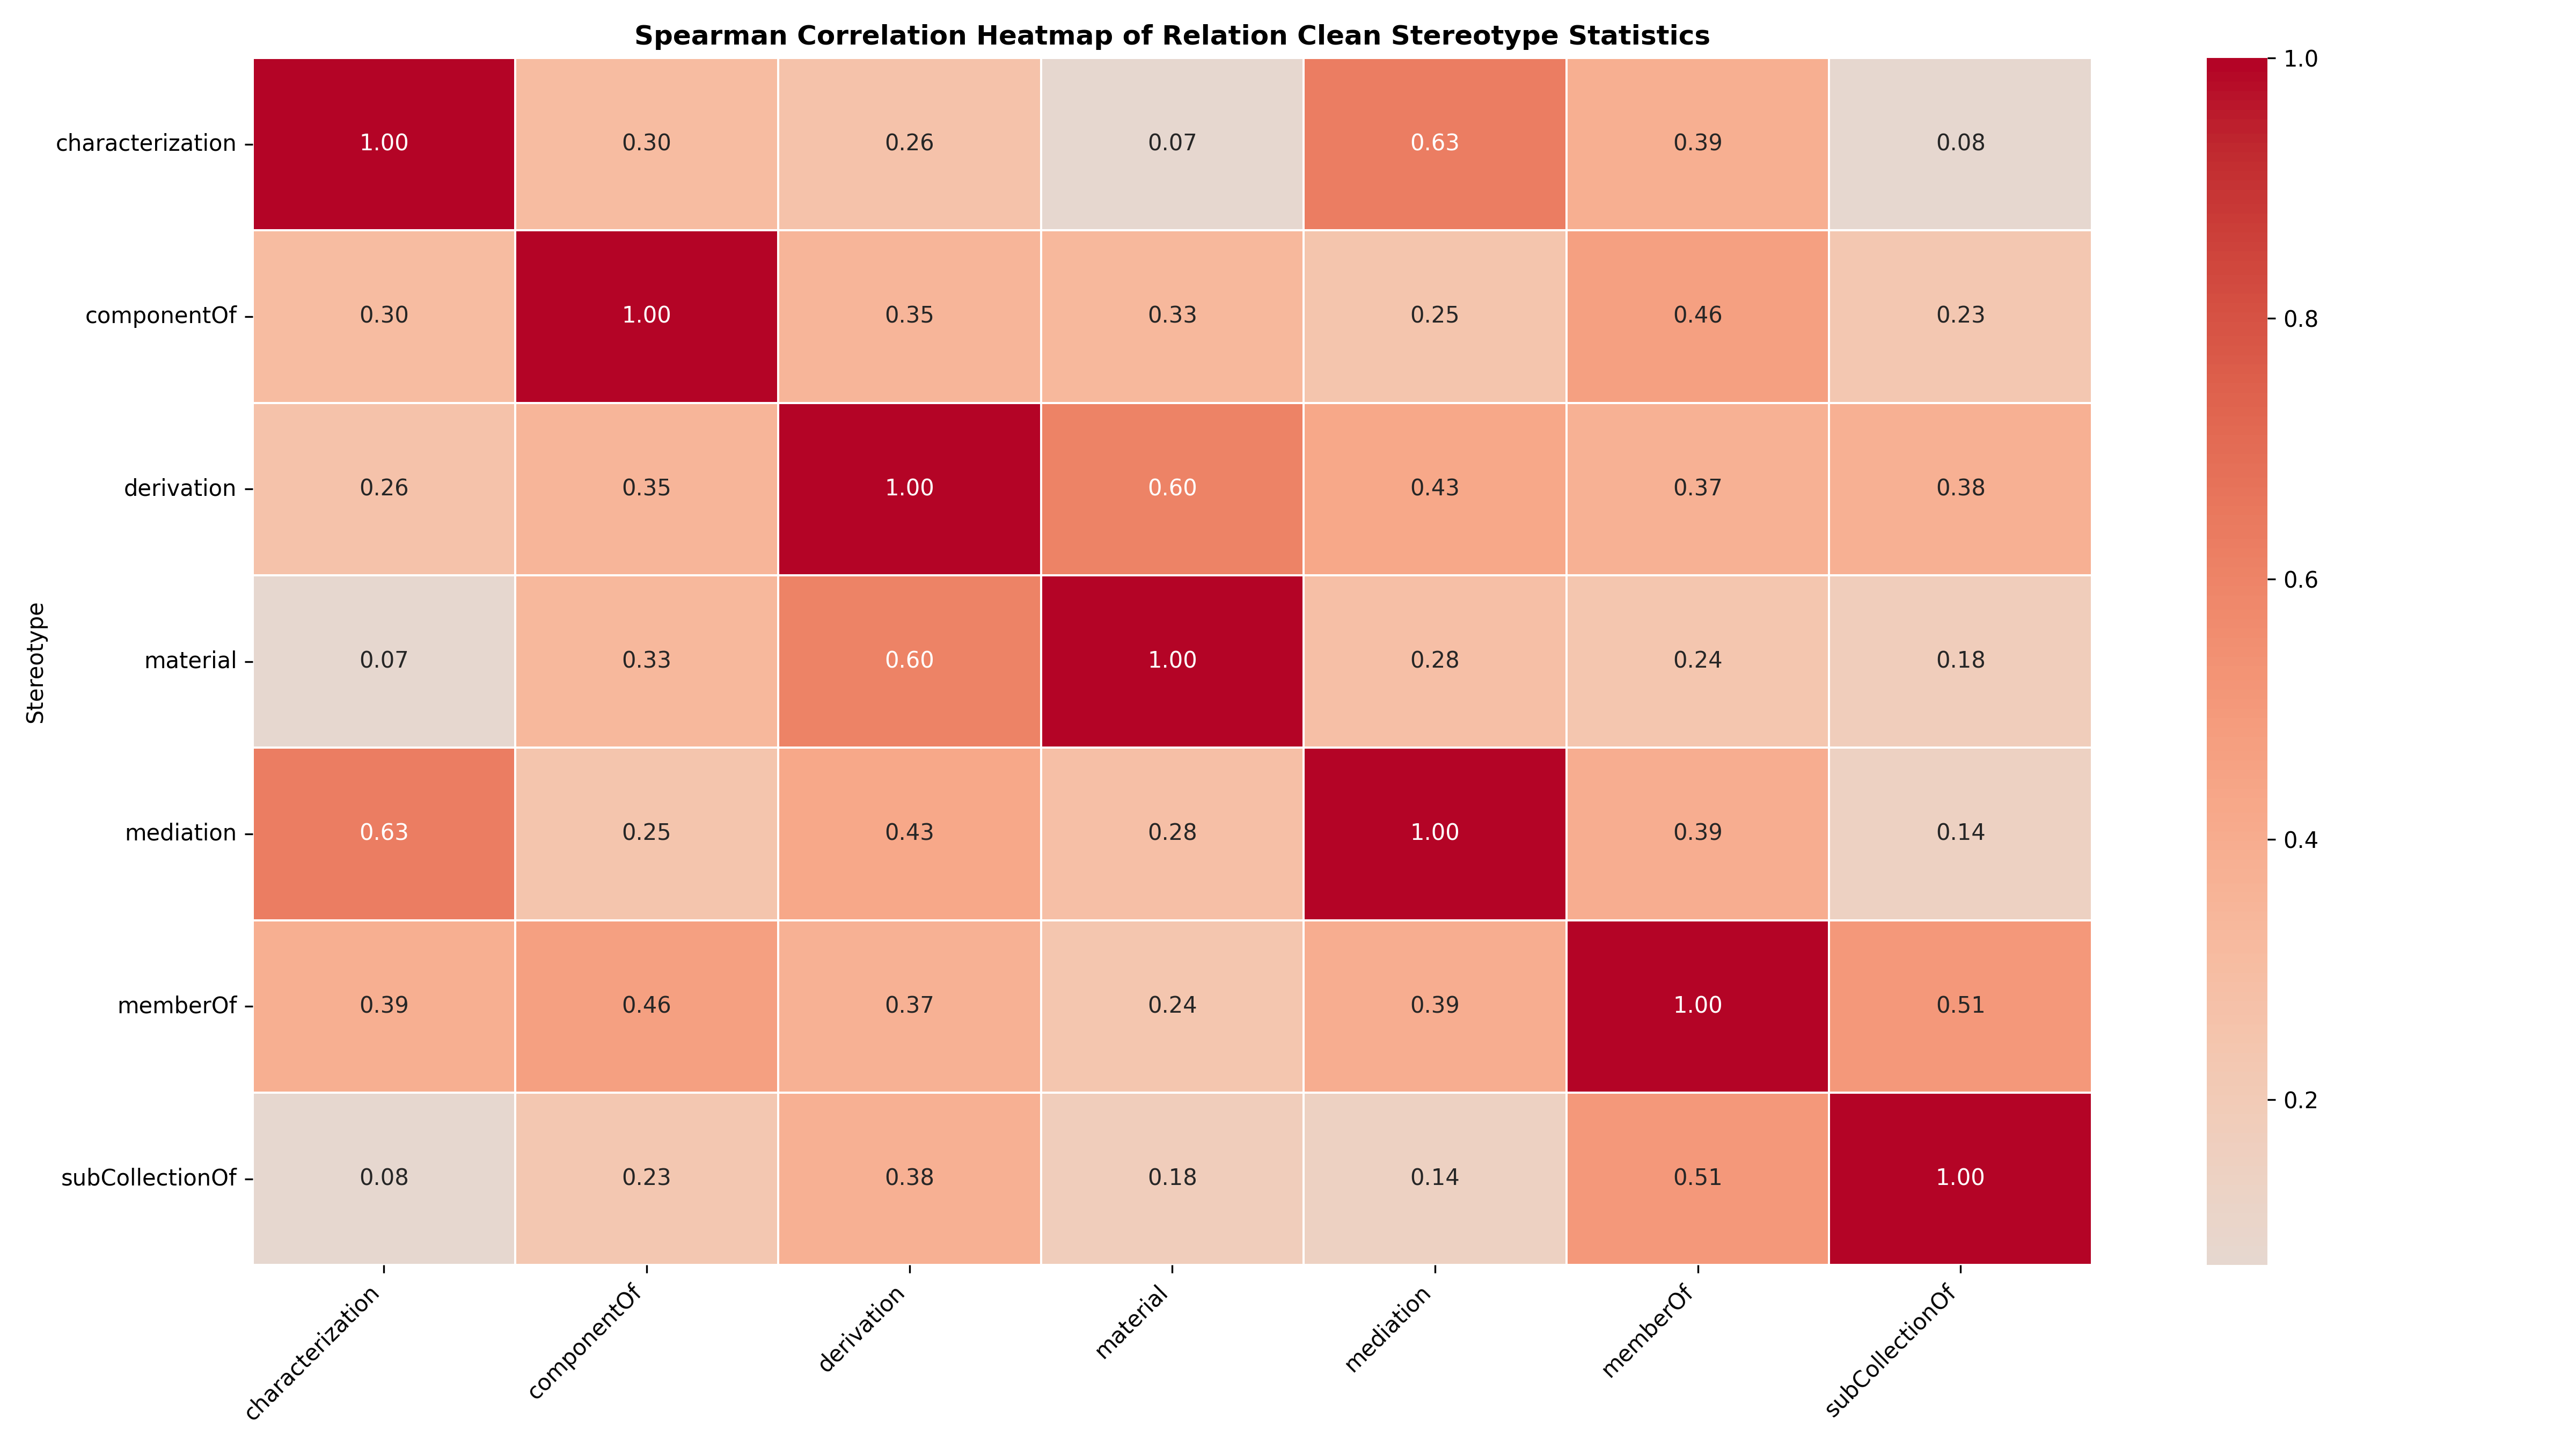 Spearman Correlation Heatmap of Relation Clean Stereotype Statistics
Stereotype
characterization 1.00 0.30 0.26 0.07 0.63 0.39 0.08
componentOf 0.30 1.00 0.35 0.33 0.25 0.46 0.23
derivation 0.26 0.35 1.00 0.60 0.43 0.37 0.38
material 0.07 0.33 0.60 1.00 0.28 0.24 0.18
mediation 0.63 0.25 0.43 0.28 1.00 0.39 0.14
memberOf 0.39 0.46 0.37 0.24 0.39 1.00 0.51
subCollectionOf 0.08 0.23 0.38 0.18 0.14 0.51 1.00
characterization componentOf derivation material mediation memberOf subCollectionOf
1.0
0.8
0.6
0.4
0.2